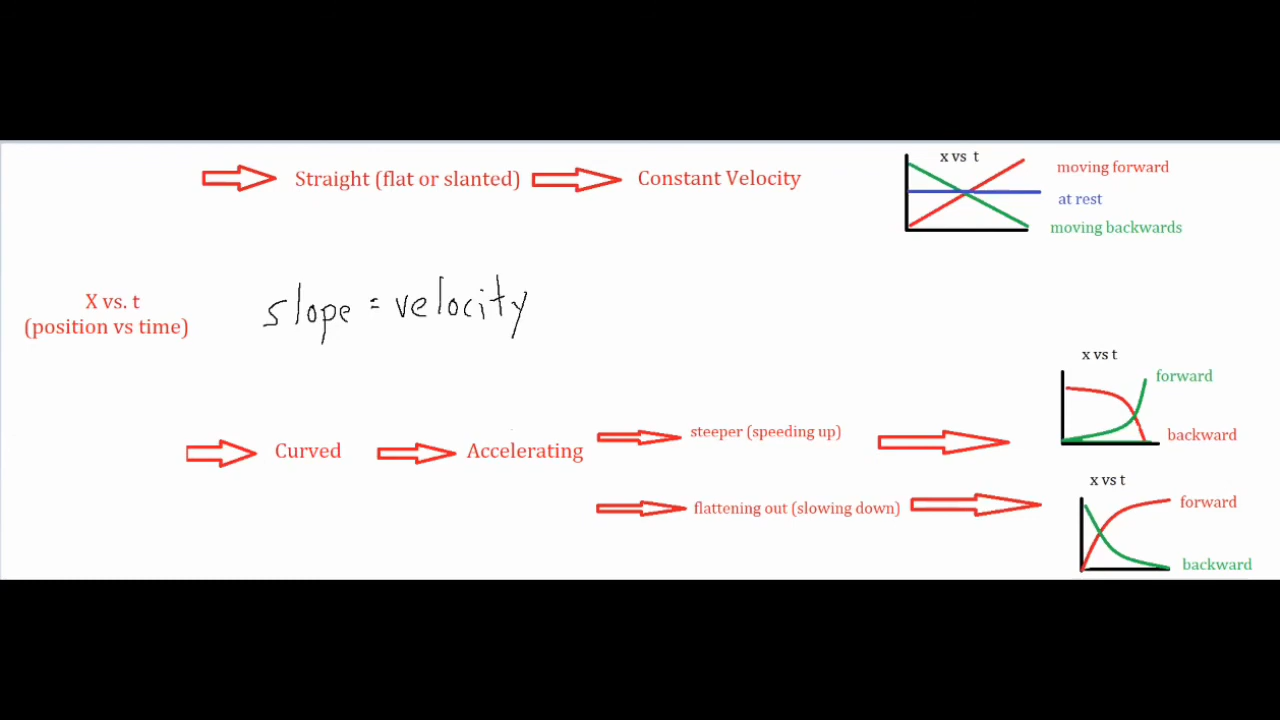 x vs t
moving forward
Straight (flat or slanted)
Constant Velocity
at rest
moving backwards
X vs. t
(position vs time)
slope = velocity
x vs t
forward
steeper (speeding up)
backward
Curved
Accelerating
x vs t
forward
flattening out (slowing down)
backward